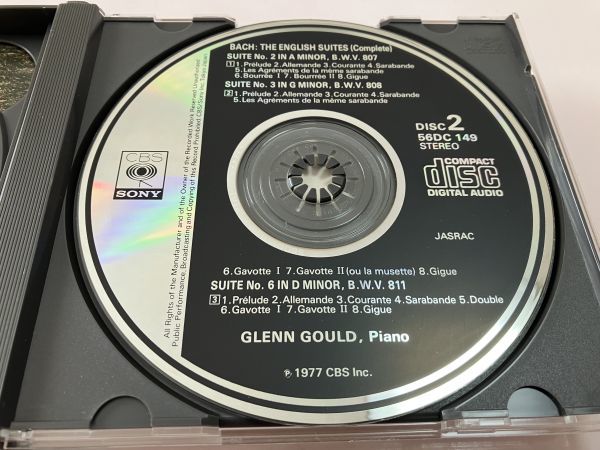 BACH: THE ENGLISH SUITES (Complete)
SUITE No. 2 IN A MINOR, B.W.V. 807
1 1. Prélude 2. Allemande 3. Courante 4. Sarabande
5. Les Agréments de la même sarabande
6. Bourrée I 7. Bourrée II 8. Gigue
SUITE No. 3 IN G MINOR, B.W.V. 808
2 1. Prélude 2. Allemande 3. Courante 4. Sarabande
5. Les Agréments de la même sarabande
DISC 2
56DC 149
STEREO
CBS
SONY
COMPACT
disc
DIGITAL AUDIO
JASRAC
6. Gavotte I 7. Gavotte II (ou la musette) 8. Gigue
SUITE No. 6 IN D MINOR, B.W.V. 811
3 1. Prélude 2. Allemande 3. Courante 4. Sarabande 5. Double
6. Gavotte I 7. Gavotte II 8. Gigue
GLENN GOULD, Piano
℗ 1977 CBS Inc.
All Rights of the Manufacturer and of the Owner of the Recorded Work Reserved Unauthorized
Public Performance, Broadcasting and Copying of this Record Prohibited CBS/Sony Inc. Tokyo Japan